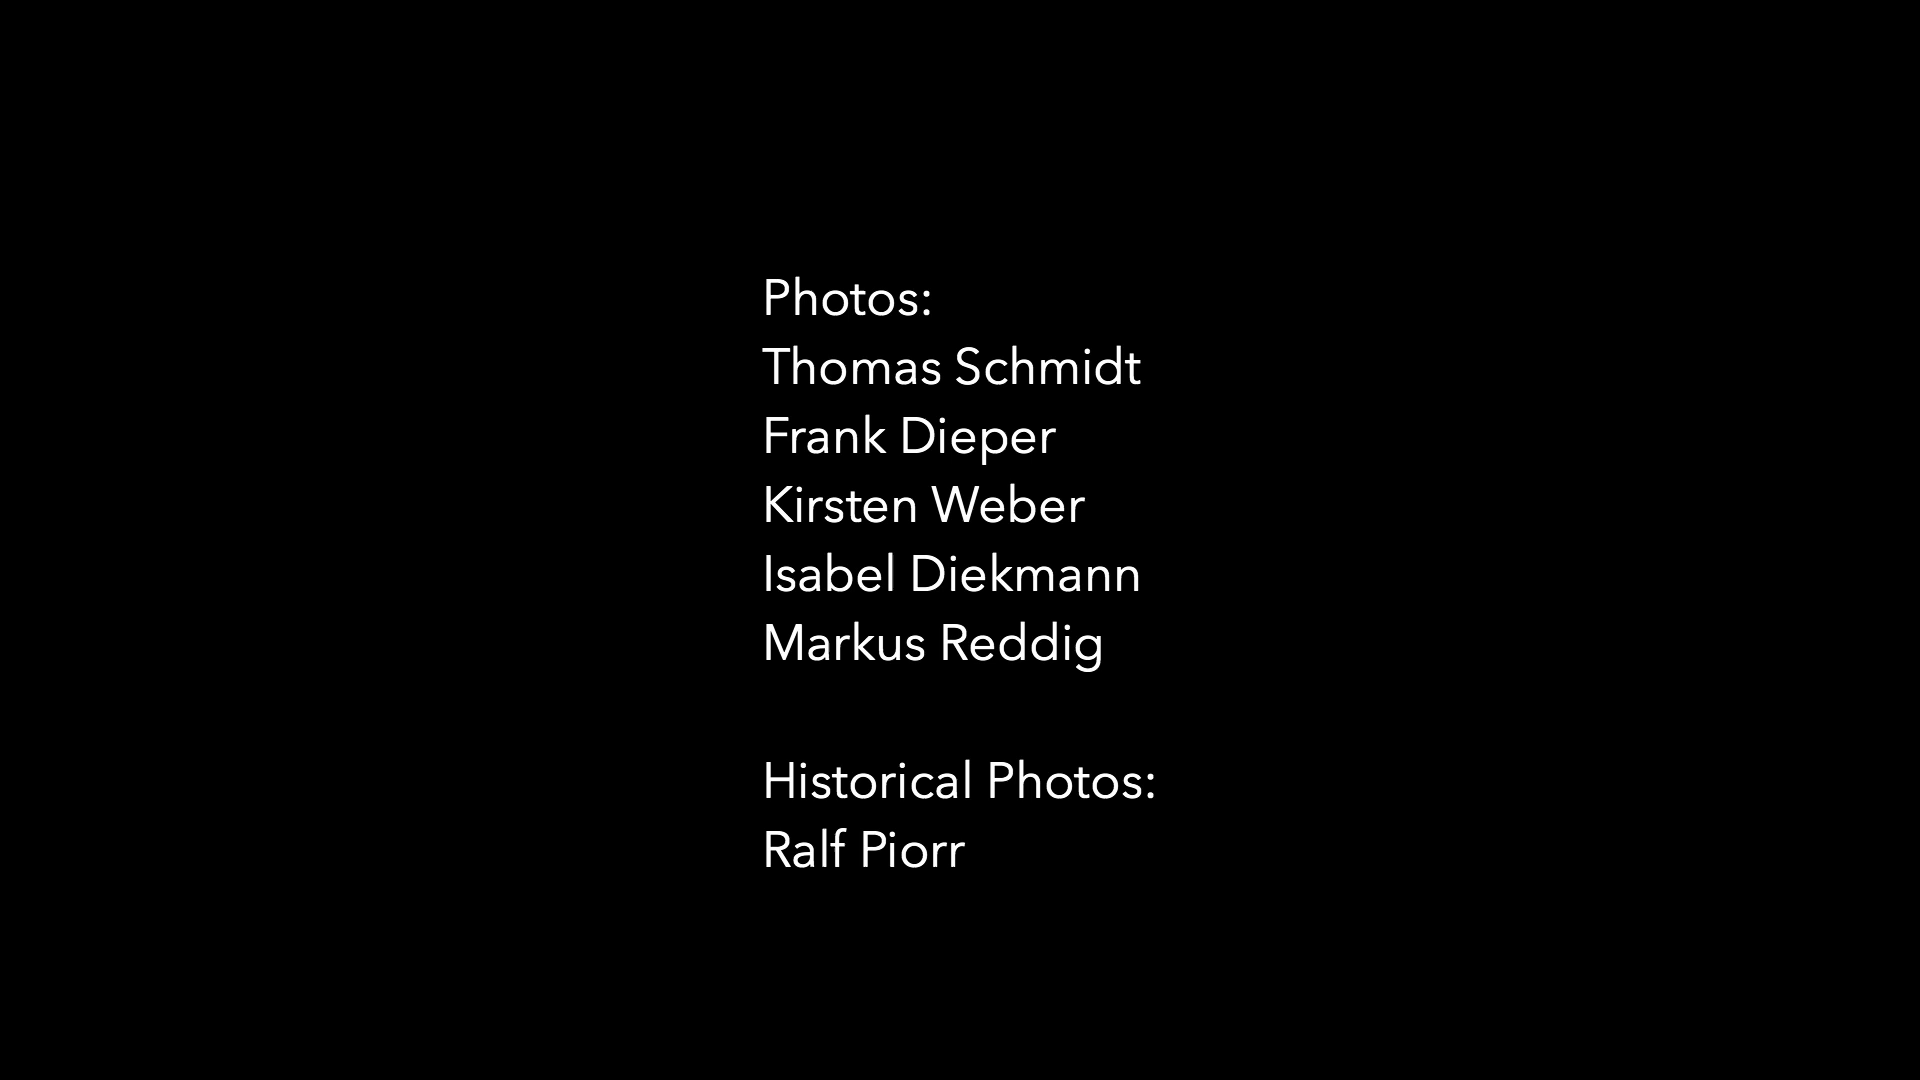 Photos:
Thomas Schmidt
Frank Dieper
Kirsten Weber
Isabel Diekmann
Markus Reddig
Historical Photos:
Ralf Piorr